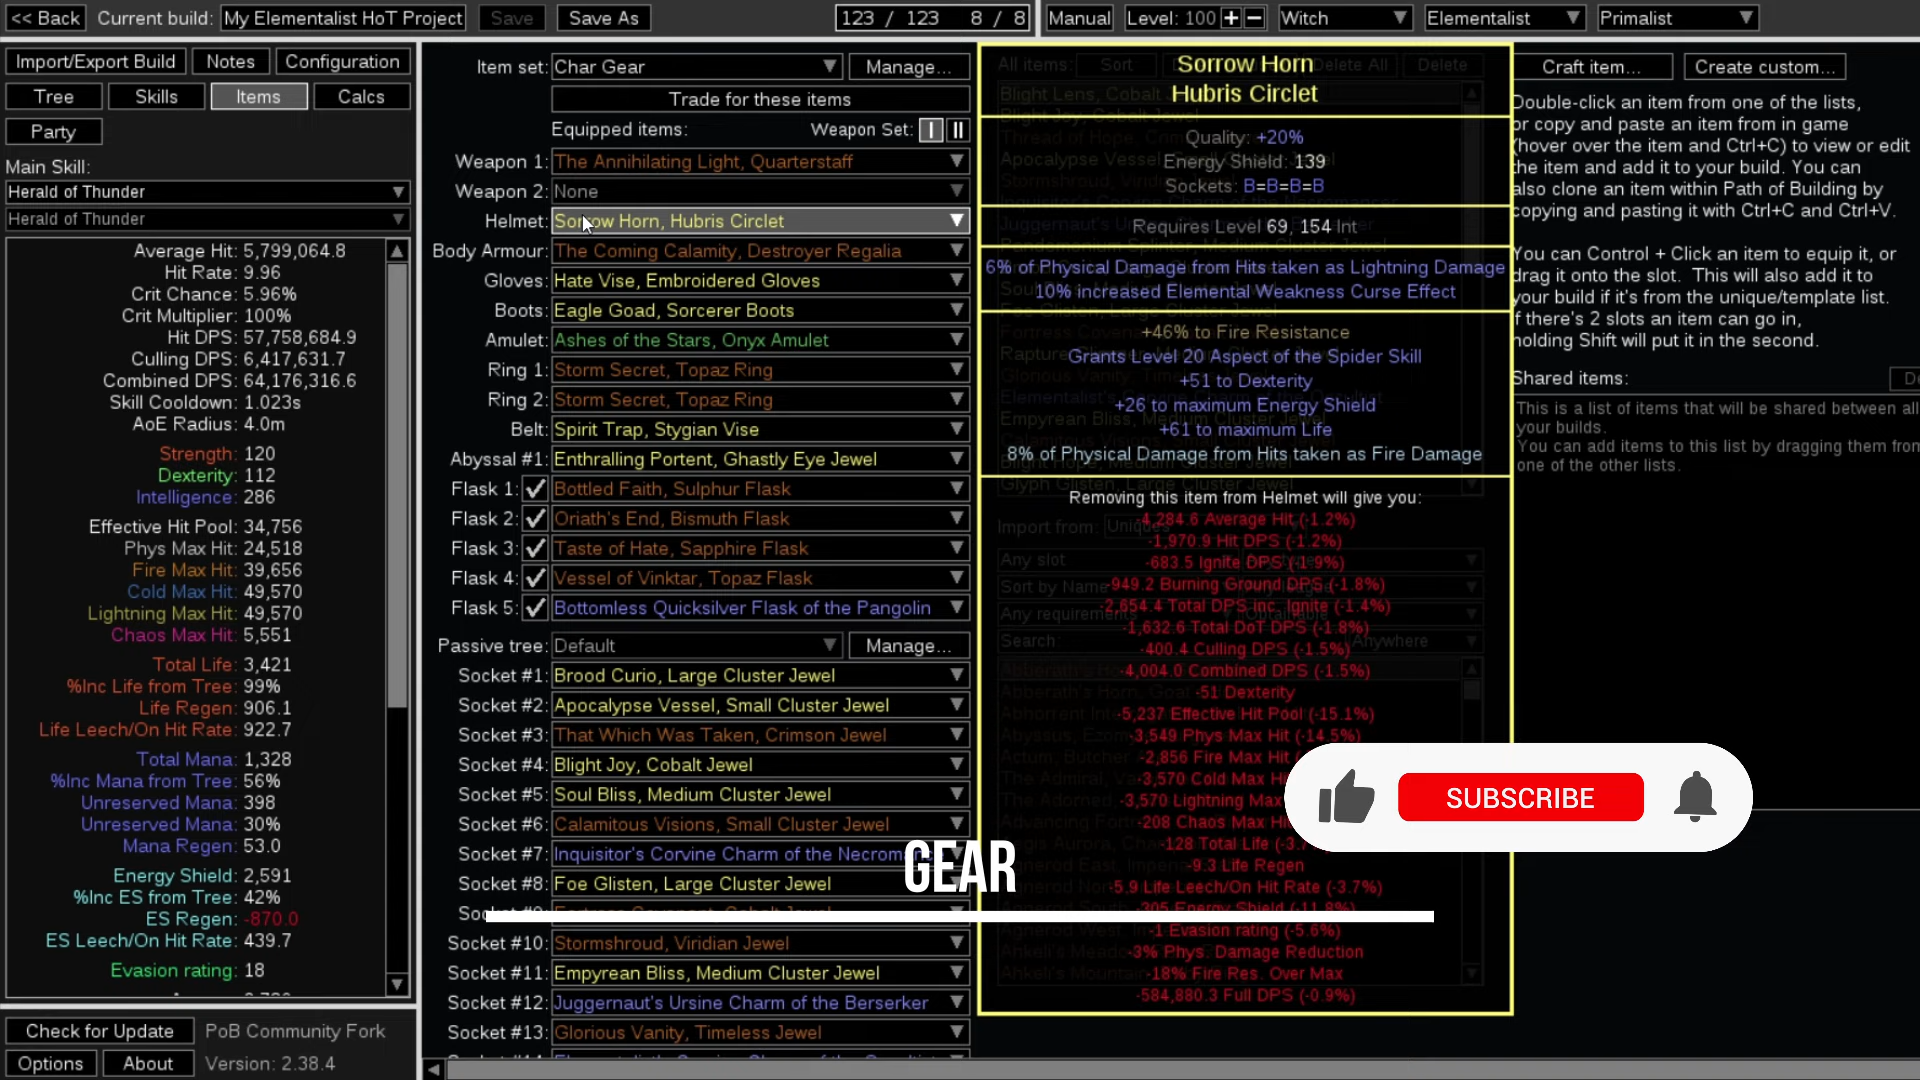 << Back
Current build: My Elementalist HoT Project
Save
Save As
123 / 123 8 / 8
Manual
Level: 100 + −
Witch
Elementalist
Primalist
Import/Export Build
Notes
Configuration
Tree
Skills
Items
Calcs
Party
Main Skill:
Herald of Thunder
Herald of Thunder
Average Hit: 5,799,064.8
Hit Rate: 9.96
Crit Chance: 5.96%
Crit Multiplier: 100%
Hit DPS: 57,758,684.9
Culling DPS: 6,417,631.7
Combined DPS: 64,176,316.6
Skill Cooldown: 1.023s
AoE Radius: 4.0m
Strength: 120
Dexterity: 112
Intelligence: 286
Effective Hit Pool: 34,756
Phys Max Hit: 24,518
Fire Max Hit: 39,656
Cold Max Hit: 49,570
Lightning Max Hit: 49,570
Chaos Max Hit: 5,551
Total Life: 3,421
%Inc Life from Tree: 99%
Life Regen: 906.1
Life Leech/On Hit Rate: 922.7
Total Mana: 1,328
%Inc Mana from Tree: 56%
Unreserved Mana: 398
Unreserved Mana: 30%
Mana Regen: 53.0
Energy Shield: 2,591
%Inc ES from Tree: 42%
ES Regen: -870.0
ES Leech/On Hit Rate: 439.7
Evasion rating: 18
Check for Update
PoB Community Fork
Options
About
Version: 2.38.4
Item set: Char Gear
Manage...
Trade for these items
Equipped items:
Weapon Set: I II
Weapon 1: The Annihilating Light, Quarterstaff
Weapon 2: None
Helmet: Sorrow Horn, Hubris Circlet
Body Armour: The Coming Calamity, Destroyer Regalia
Gloves: Hate Vise, Embroidered Gloves
Boots: Eagle Goad, Sorcerer Boots
Amulet: Ashes of the Stars, Onyx Amulet
Ring 1: Storm Secret, Topaz Ring
Ring 2: Storm Secret, Topaz Ring
Belt: Spirit Trap, Stygian Vise
Abyssal #1: Enthralling Portent, Ghastly Eye Jewel
Flask 1: Bottled Faith, Sulphur Flask
Flask 2: Oriath's End, Bismuth Flask
Flask 3: Taste of Hate, Sapphire Flask
Flask 4: Vessel of Vinktar, Topaz Flask
Flask 5: Bottomless Quicksilver Flask of the Pangolin
Passive tree: Default
Manage...
Socket #1: Brood Curio, Large Cluster Jewel
Socket #2: Apocalypse Vessel, Small Cluster Jewel
Socket #3: That Which Was Taken, Crimson Jewel
Socket #4: Blight Joy, Cobalt Jewel
Socket #5: Soul Bliss, Medium Cluster Jewel
Socket #6: Calamitous Visions, Small Cluster Jewel
Socket #7: Inquisitor's Corvine Charm of the
Socket #8: Foe Glisten, Large Cluster Jewel
Socket #10: Stormshroud, Viridian Jewel
Socket #11: Empyrean Bliss, Medium Cluster Jewel
Socket #12: Juggernaut's Ursine Charm of the Berserker
Socket #13: Glorious Vanity, Timeless Jewel
Sorrow Horn
Hubris Circlet
Quality: +20%
Energy Shield: 139
Sockets: B=B=B=B
Requires Level 69, 154 Int
6% of Physical Damage from Hits taken as Lightning Damage
10% increased Elemental Weakness Curse Effect
+46% to Fire Resistance
Grants Level 20 Aspect of the Spider Skill
+51 to Dexterity
+26 to maximum Energy Shield
+61 to maximum Life
8% of Physical Damage from Hits taken as Fire Damage
Removing this item from Helmet will give you:
-4,284.6 Average Hit (-1.2%)
-1,970.9 Hit DPS (-1.2%)
-683.5 Ignite DPS (-1.9%)
-949.2 Burning Ground DPS (-1.8%)
-2,654.4 Total DPS inc. Ignite (-1.4%)
-1,632.6 Total DoT DPS (-1.8%)
-400.4 Culling DPS (-1.5%)
-4,004.0 Combined DPS (-1.5%)
-51 Dexterity
-5,237 Effective Hit Pool (-15.1%)
-3,549 Phys Max Hit (-14.5%)
-2,856 Fire Max
-3,570 Cold Max
-3,570 Lightning Max
-208 Chaos Max
-128 Total Life
-9.3 Life Regen
-5.9 Life Leech/On Hit Rate (-3.7%)
-305 Energy Shield (-11.8%)
-1 Evasion rating (-5.6%)
-3% Phys. Damage Reduction
-18% Fire Res. Over Max
-584,880.3 Full DPS (-0.9%)
Craft item...
Create custom...
Double-click an item from one of the lists,
or copy and paste an item from in game
(hover over the item and Ctrl+C) to view or edit
the item and add it to your build. You can
also clone an item within Path of Building by
copying and pasting it with Ctrl+C and Ctrl+V.
You can Control + Click an item to equip it, or
drag it onto the slot. This will also add it to
your build if it's from the unique/template list.
If there's 2 slots an item can go in,
holding Shift will put it in the second.
Shared items:
This is a list of items that will be shared between all
your builds.
You can add items to this list by dragging them from
one of the other lists.
SUBSCRIBE
GEAR